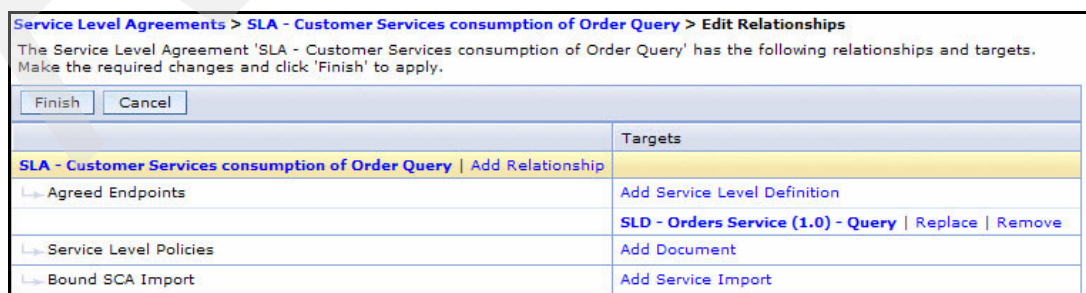 Service Level Agreements > SLA - Customer Services consumption of Order Query > Edit Relationships
The Service Level Agreement 'SLA - Customer Services consumption of Order Query' has the following relationships and targets.
Make the required changes and click 'Finish' to apply.
Finish Cancel
Targets
SLA - Customer Services consumption of Order Query | Add Relationship
Agreed Endpoints Add Service Level Definition
SLD - Orders Service (1.0) - Query | Replace | Remove
Service Level Policies Add Document
Bound SCA Import Add Service Import